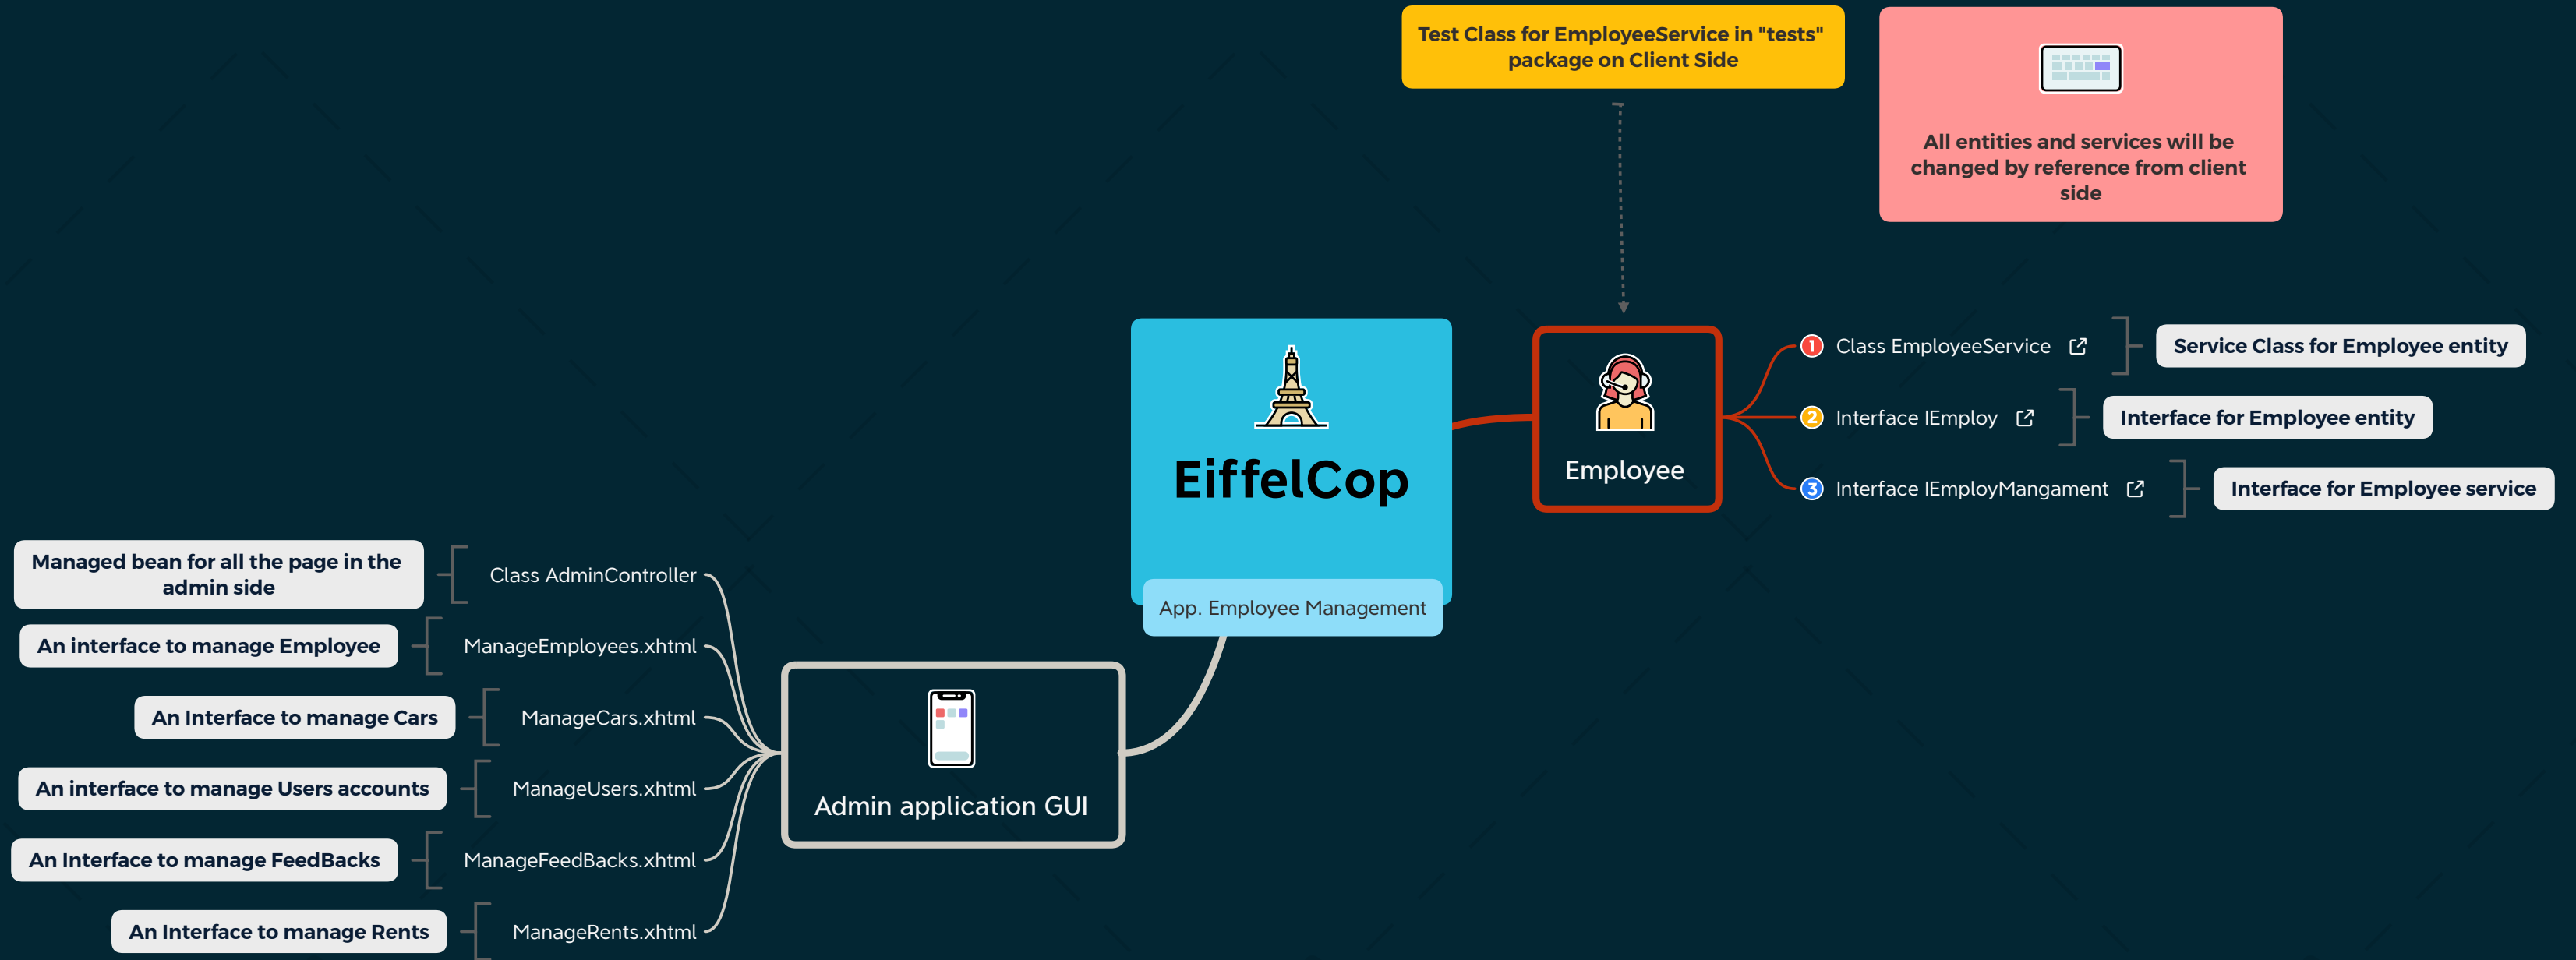 Test Class for EmployeeService in "tests"
package on Client Side
All entities and services will be
changed by reference from client
side
EiffelCop
App. Employee Management
Employee
1 Class EmployeeService
Service Class for Employee entity
2 Interface IEmploy
Interface for Employee entity
3 Interface IEmployMangament
Interface for Employee service
Admin application GUI
Class AdminController
Managed bean for all the page in the
admin side
ManageEmployees.xhtml
An interface to manage Employee
ManageCars.xhtml
An Interface to manage Cars
ManageUsers.xhtml
An interface to manage Users accounts
ManageFeedBacks.xhtml
An Interface to manage FeedBacks
ManageRents.xhtml
An Interface to manage Rents